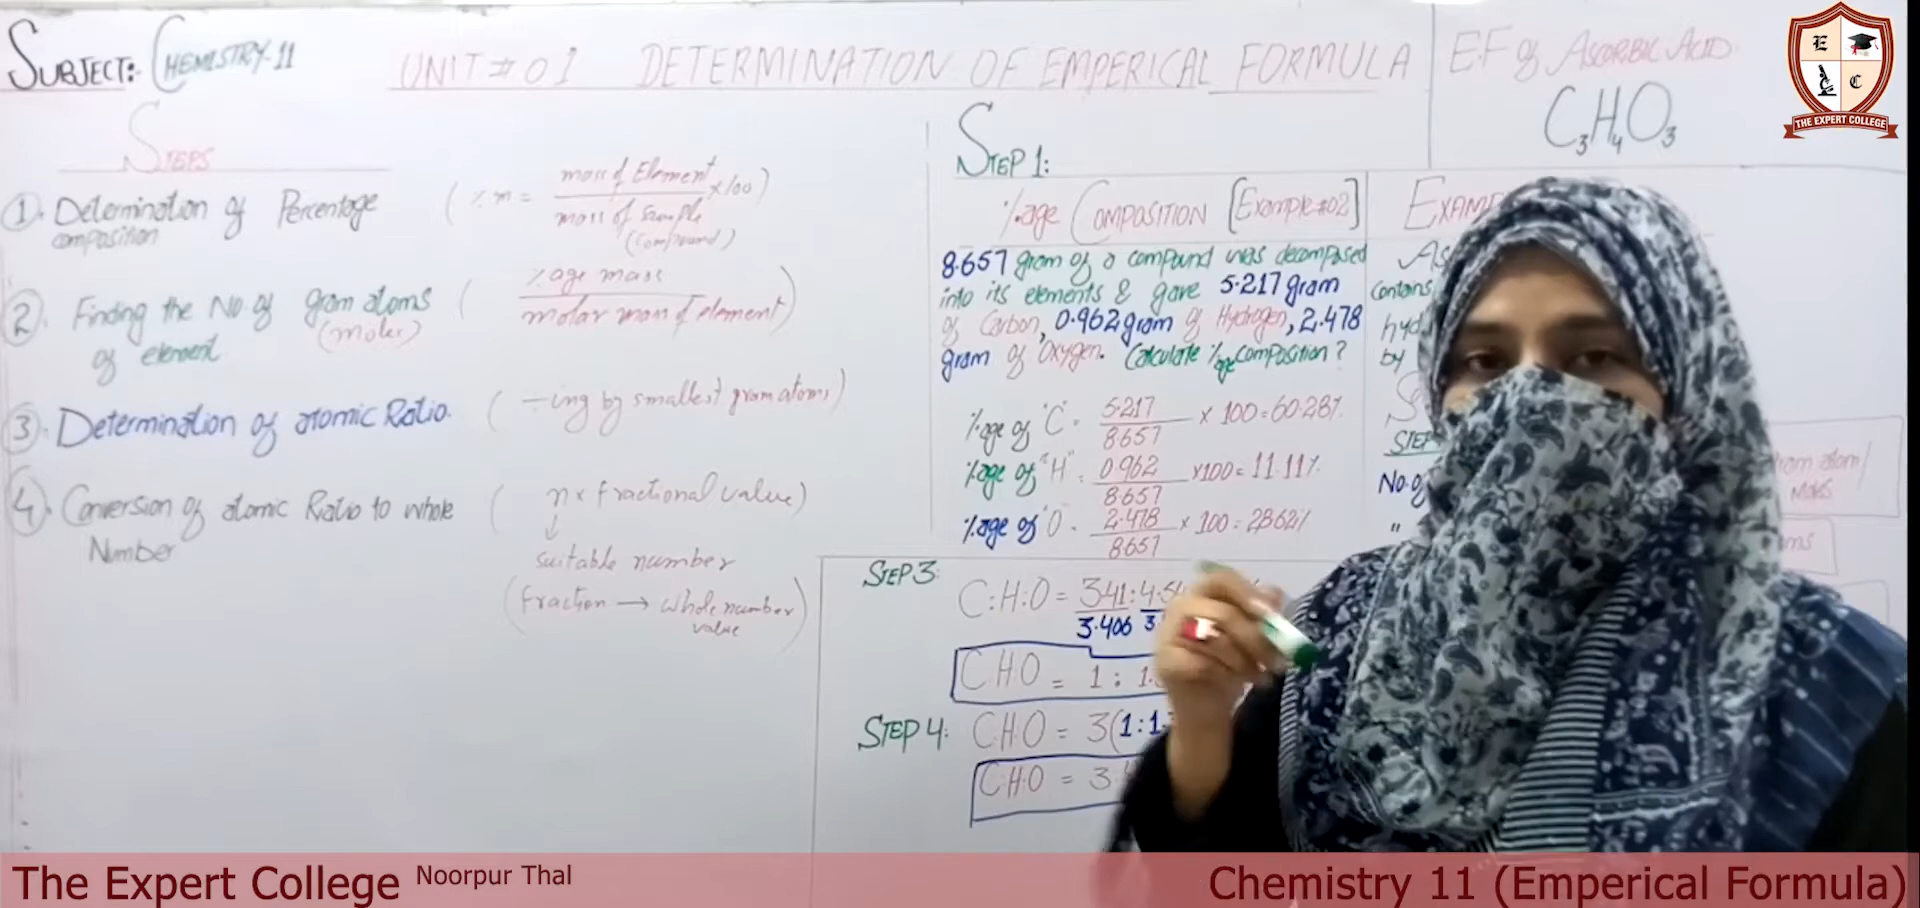 SUBJECT:- CHEMISTRY-11
UNIT # 01 DETERMINATION OF EMPERICAL FORMULA
E.F of ASCORBIC ACID
C₃H₄O₃
E
C
THE EXPERT COLLEGE
STEPS
1. Determination of Percentage
composition
( % m = mass of Element
mass of Sample
(Compound)
×100 )
2. Finding the No. of gram atoms
(moles)
of element
( % age mass
molar mass of element )
3. Determination of atomic Ratio.
( ÷ing by smallest gram atoms )
4. Conversion of atomic Ratio to whole
Number
( n × fractional value )
↓
suitable number
( fraction → whole number
value )
STEP 1:
%age COMPOSITION [Example#02]
8.657 gram of a compound was decomposed
into its elements & gave 5.217 gram
of Carbon, 0.962 gram of Hydrogen, 2.478
gram of Oxygen. Calculate %age composition?
%age of "C" = 5.217
8.657
× 100 = 60.28%
%age of "H" = 0.962
8.657
×100 = 11.11%
%age of "O" = 2.478
8.657
× 100 = 28.62%
contains
by
No. of
"
gram atom/
STEP 3:
C:H:O = 3.41 :
3.406
C H O = 1 :
STEP 4:
C:H:O = 3(1:1.
C:H:O = 3
The Expert College Noorpur Thal
Chemistry 11 (Emperical Formula)